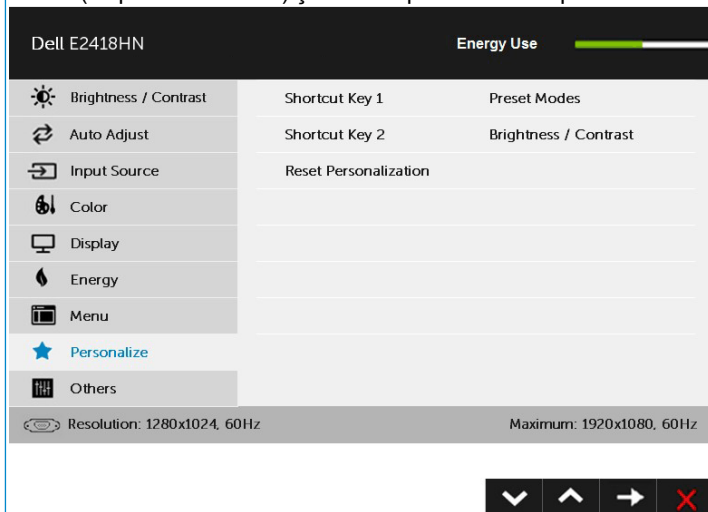 Dell E2418HN Energy Use
Brightness / Contrast Shortcut Key 1 Preset Modes
Auto Adjust Shortcut Key 2 Brightness / Contrast
Input Source Reset Personalization
Color
Display
Energy
Menu
Personalize
Others
Resolution: 1280x1024, 60Hz Maximum: 1920x1080, 60Hz